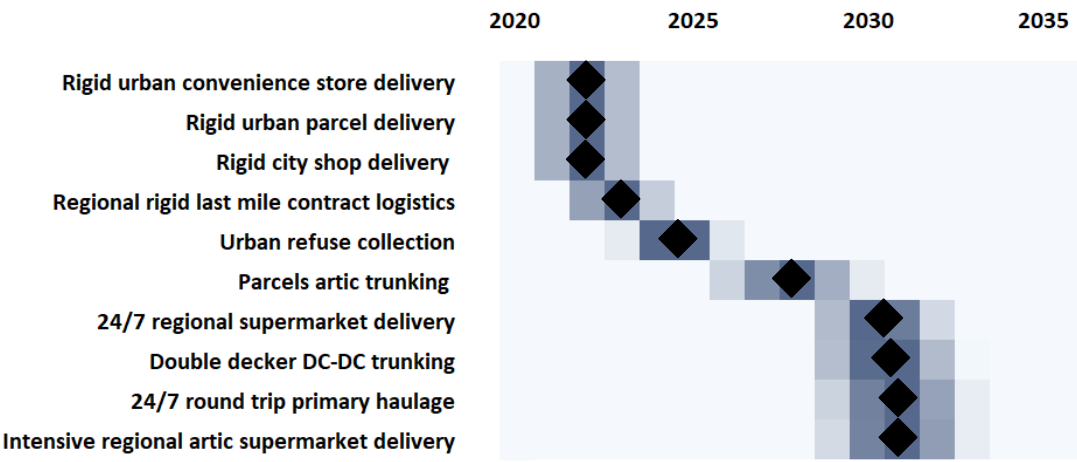 2020 2025 2030 2035
Rigid urban convenience store delivery
Rigid urban parcel delivery
Rigid city shop delivery
Regional rigid last mile contract logistics
Urban refuse collection
Parcels artic trunking
24/7 regional supermarket delivery
Double decker DC-DC trunking
24/7 round trip primary haulage
Intensive regional artic supermarket delivery